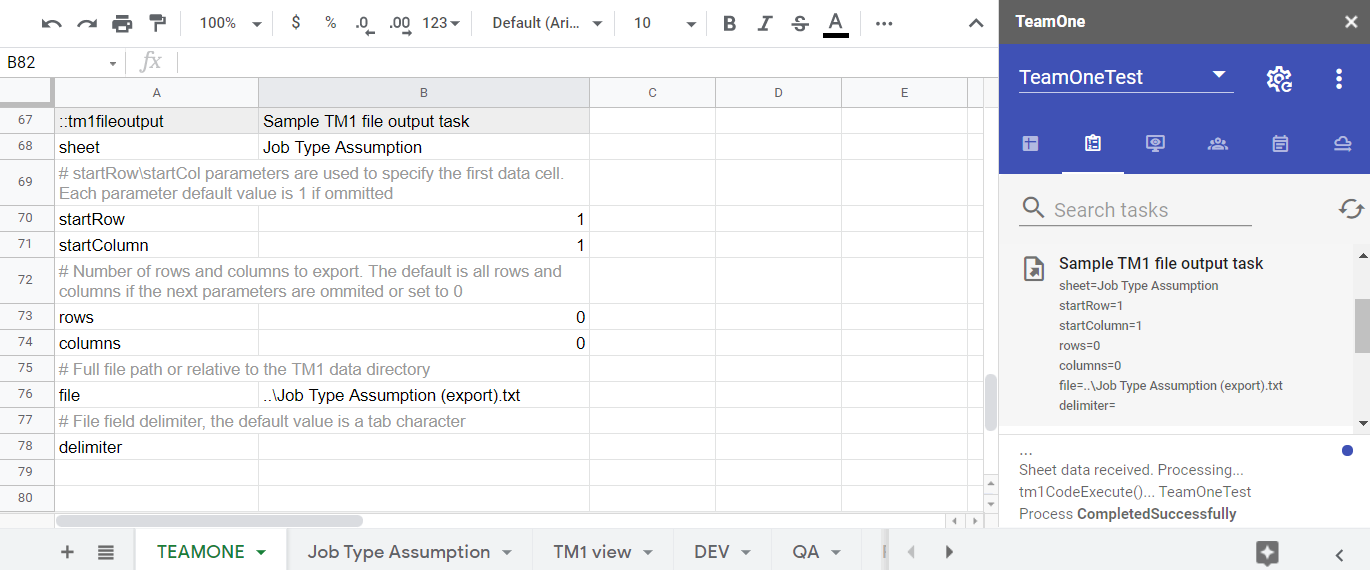 100%
$
%
.0
.00
123
Default (Ari...
10
B
I
S
A
TeamOne
B82
fx
TeamOneTest
A
B
C
D
E
67
::tm1fileoutput
Sample TM1 file output task
68
sheet
Job Type Assumption
69
# startRow\startCol parameters are used to specify the first data cell.
Each parameter default value is 1 if ommitted
70
startRow
1
71
startColumn
1
72
# Number of rows and columns to export. The default is all rows and
columns if the next parameters are ommited or set to 0
73
rows
0
74
columns
0
75
# Full file path or relative to the TM1 data directory
76
file
..\Job Type Assumption (export).txt
77
# File field delimiter, the default value is a tab character
78
delimiter
79
80
Search tasks
Sample TM1 file output task
sheet=Job Type Assumption
startRow=1
startColumn=1
rows=0
columns=0
file=..\Job Type Assumption (export).txt
delimiter=
...
Sheet data received. Processing...
tm1CodeExecute()... TeamOneTest
Process CompletedSuccessfully
TEAMONE
Job Type Assumption
TM1 view
DEV
QA